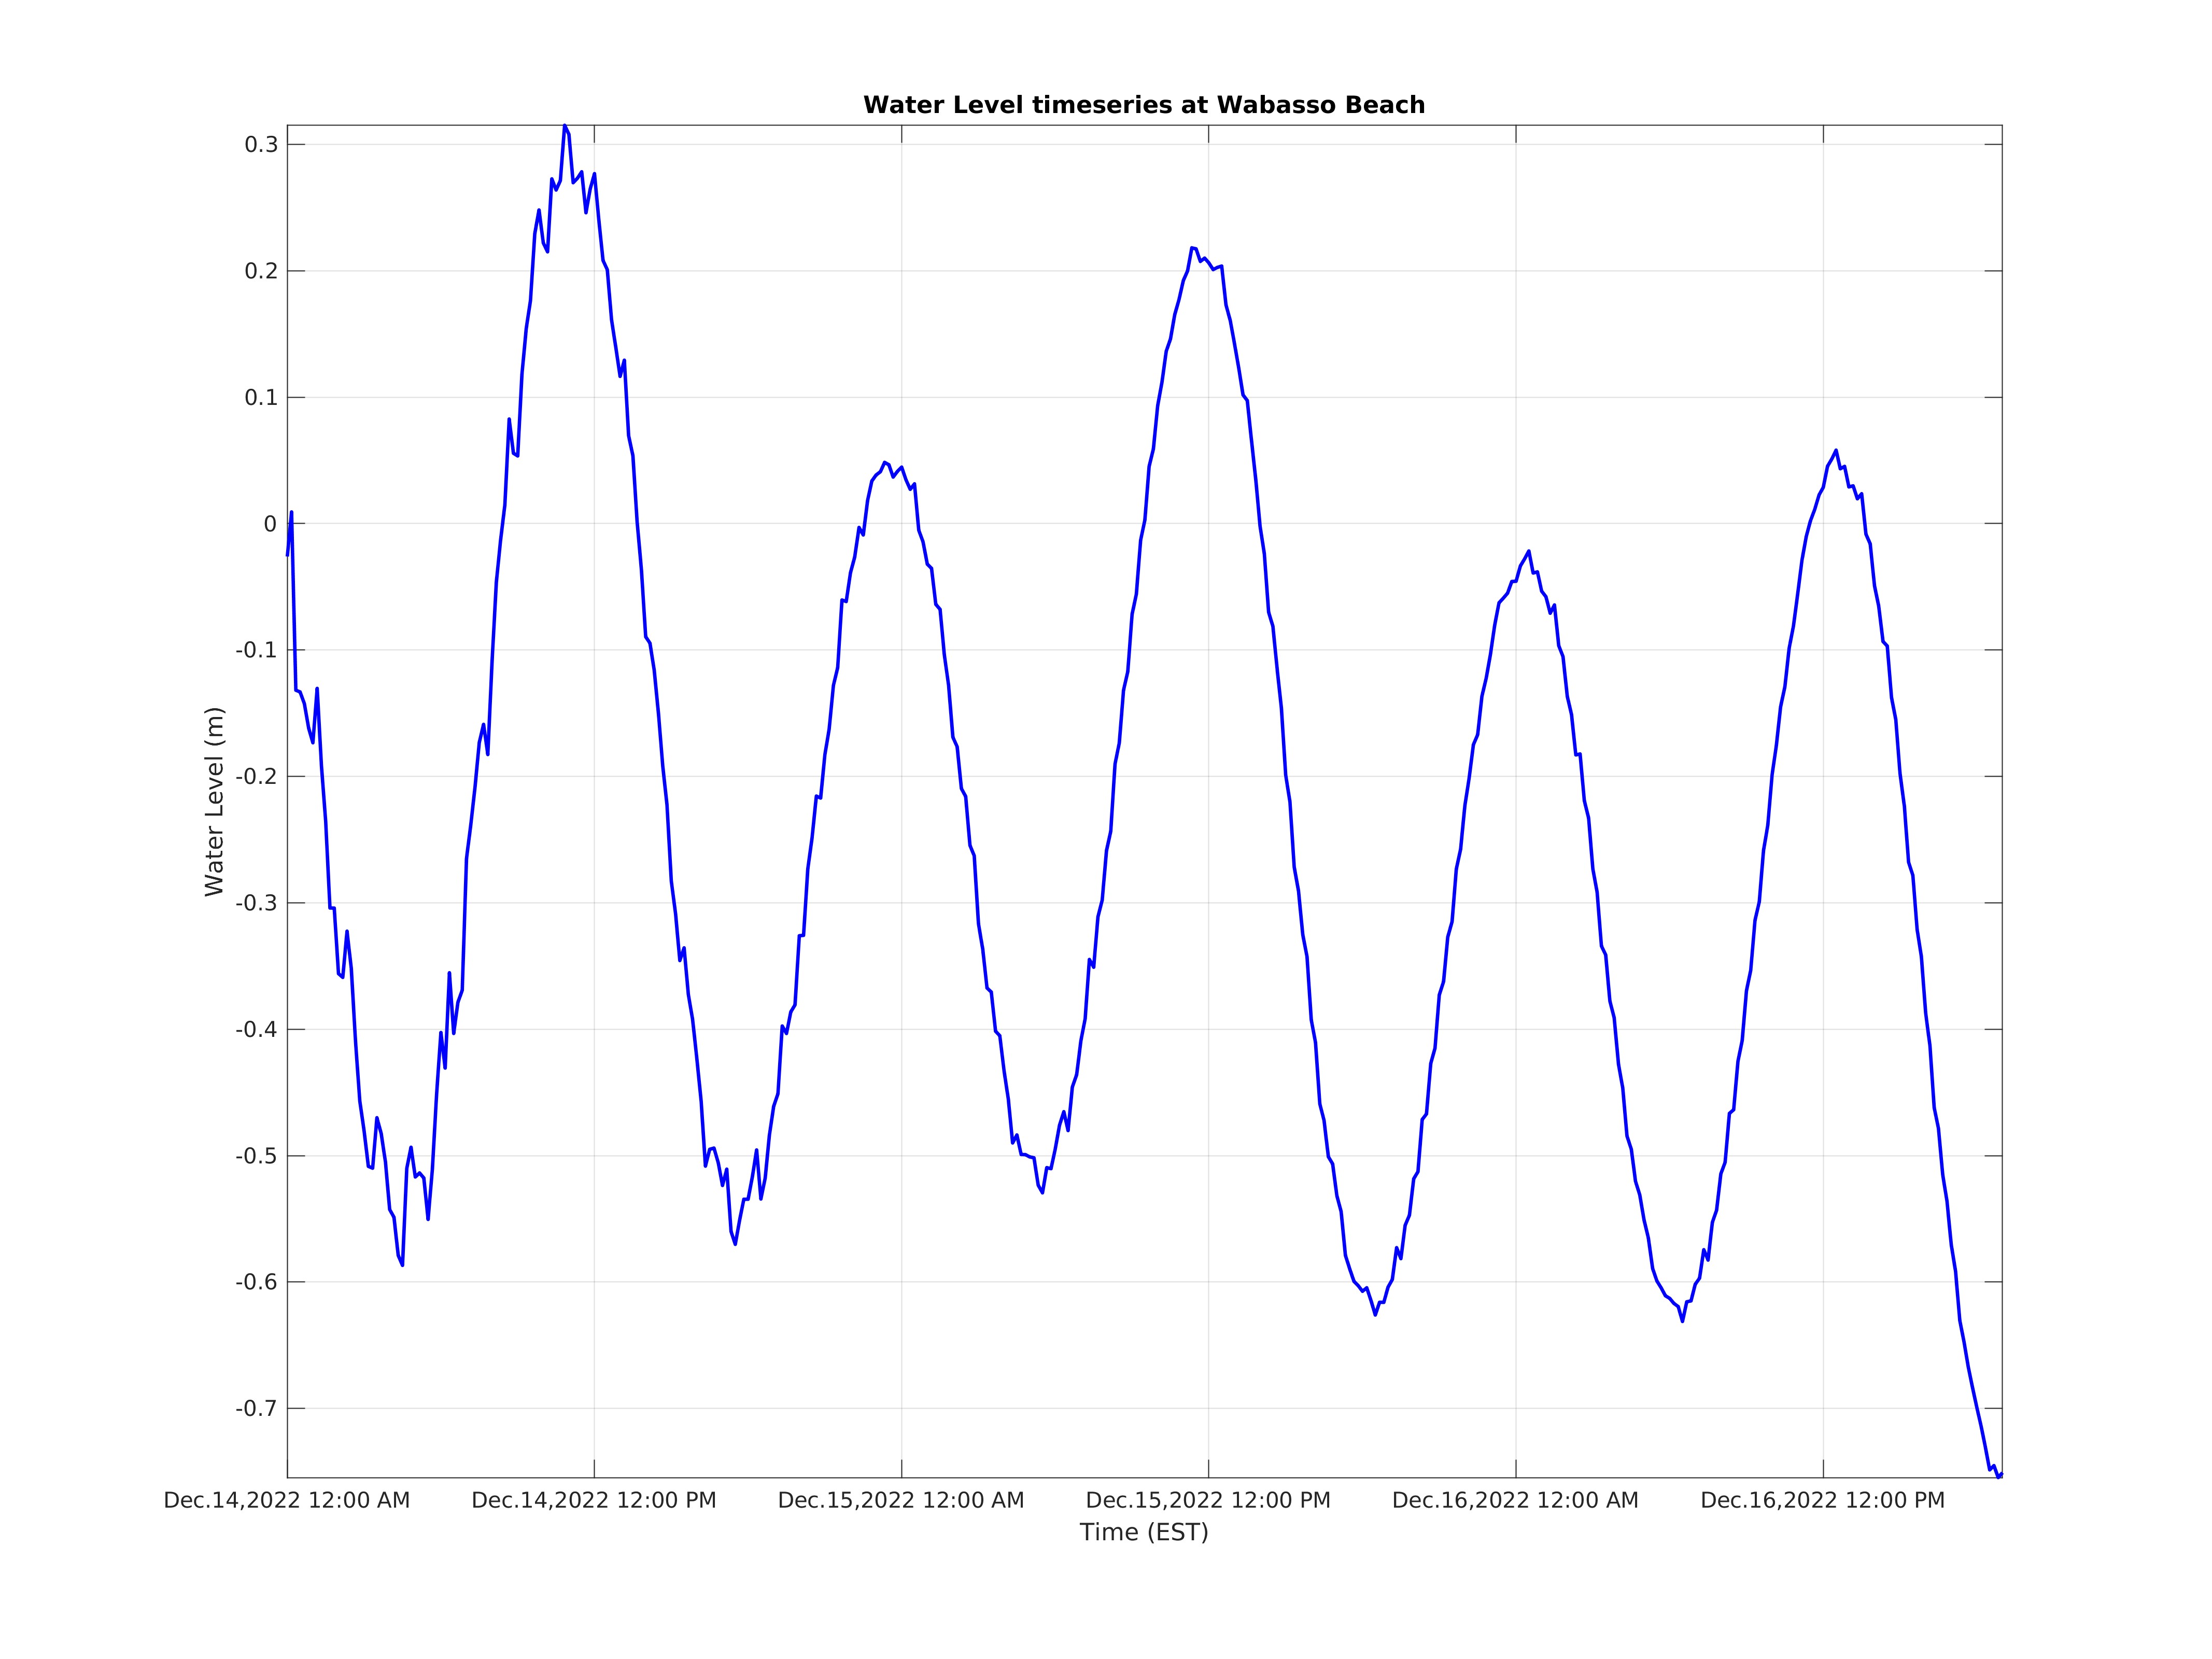 Water Level timeseries at Wabasso Beach
0.3
0.2
0.1
0
-0.1
-0.2
-0.3
-0.4
-0.5
-0.6
-0.7
Water Level (m)
Dec.14,2022 12:00 AM
Dec.14,2022 12:00 PM
Dec.15,2022 12:00 AM
Dec.15,2022 12:00 PM
Dec.16,2022 12:00 AM
Dec.16,2022 12:00 PM
Time (EST)